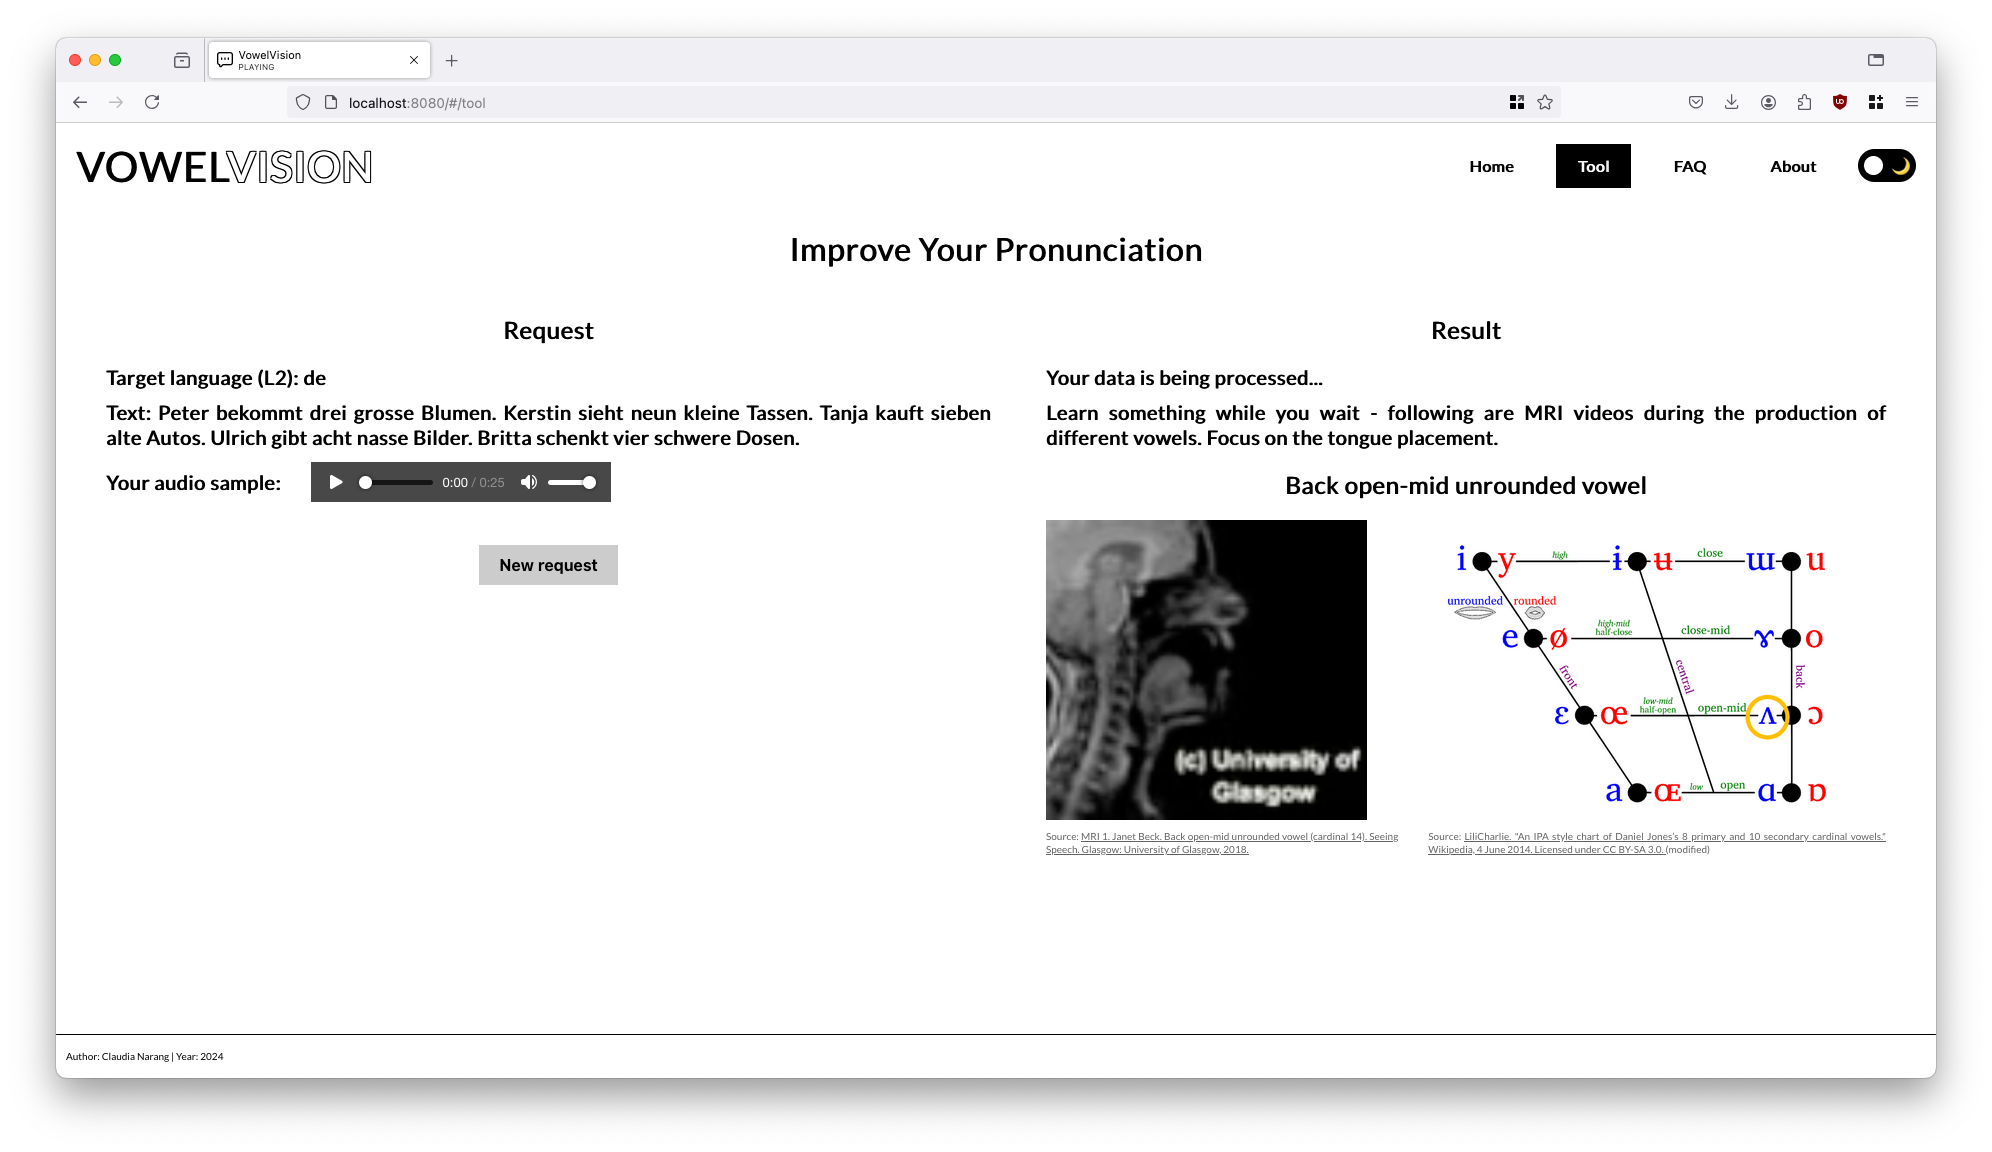 VowelVision
PLAYING
localhost:8080/#/tool
VOWELVISION
Home
Tool
FAQ
About
Improve Your Pronunciation
Request
Target language (L2): de
Text: Peter bekommt drei grosse Blumen. Kerstin sieht neun kleine Tassen. Tanja kauft sieben
alte Autos. Ulrich gibt acht nasse Bilder. Britta schenkt vier schwere Dosen.
Your audio sample:
0:00 / 0:25
New request
Result
Your data is being processed...
Learn something while you wait - following are MRI videos during the production of
different vowels. Focus on the tongue placement.
Back open-mid unrounded vowel
(c) University of
Glasgow
i y high ɨ ʉ close ɯ u
unrounded rounded
high-mid
half-close
e ø close-mid ɤ o
front central back
low-mid
half-open
ɛ œ open-mid ʌ ɔ
a ɶ low open ɑ ɒ
Source: MRI 1. Janet Beck. Back open-mid unrounded vowel (cardinal 14). Seeing
Speech. Glasgow: University of Glasgow, 2018.
Source: LiliCharlie. "An IPA style chart of Daniel Jones's 8 primary and 10 secondary cardinal vowels."
Wikipedia, 4 June 2014. Licensed under CC BY-SA 3.0. (modified)
Author: Claudia Narang | Year: 2024